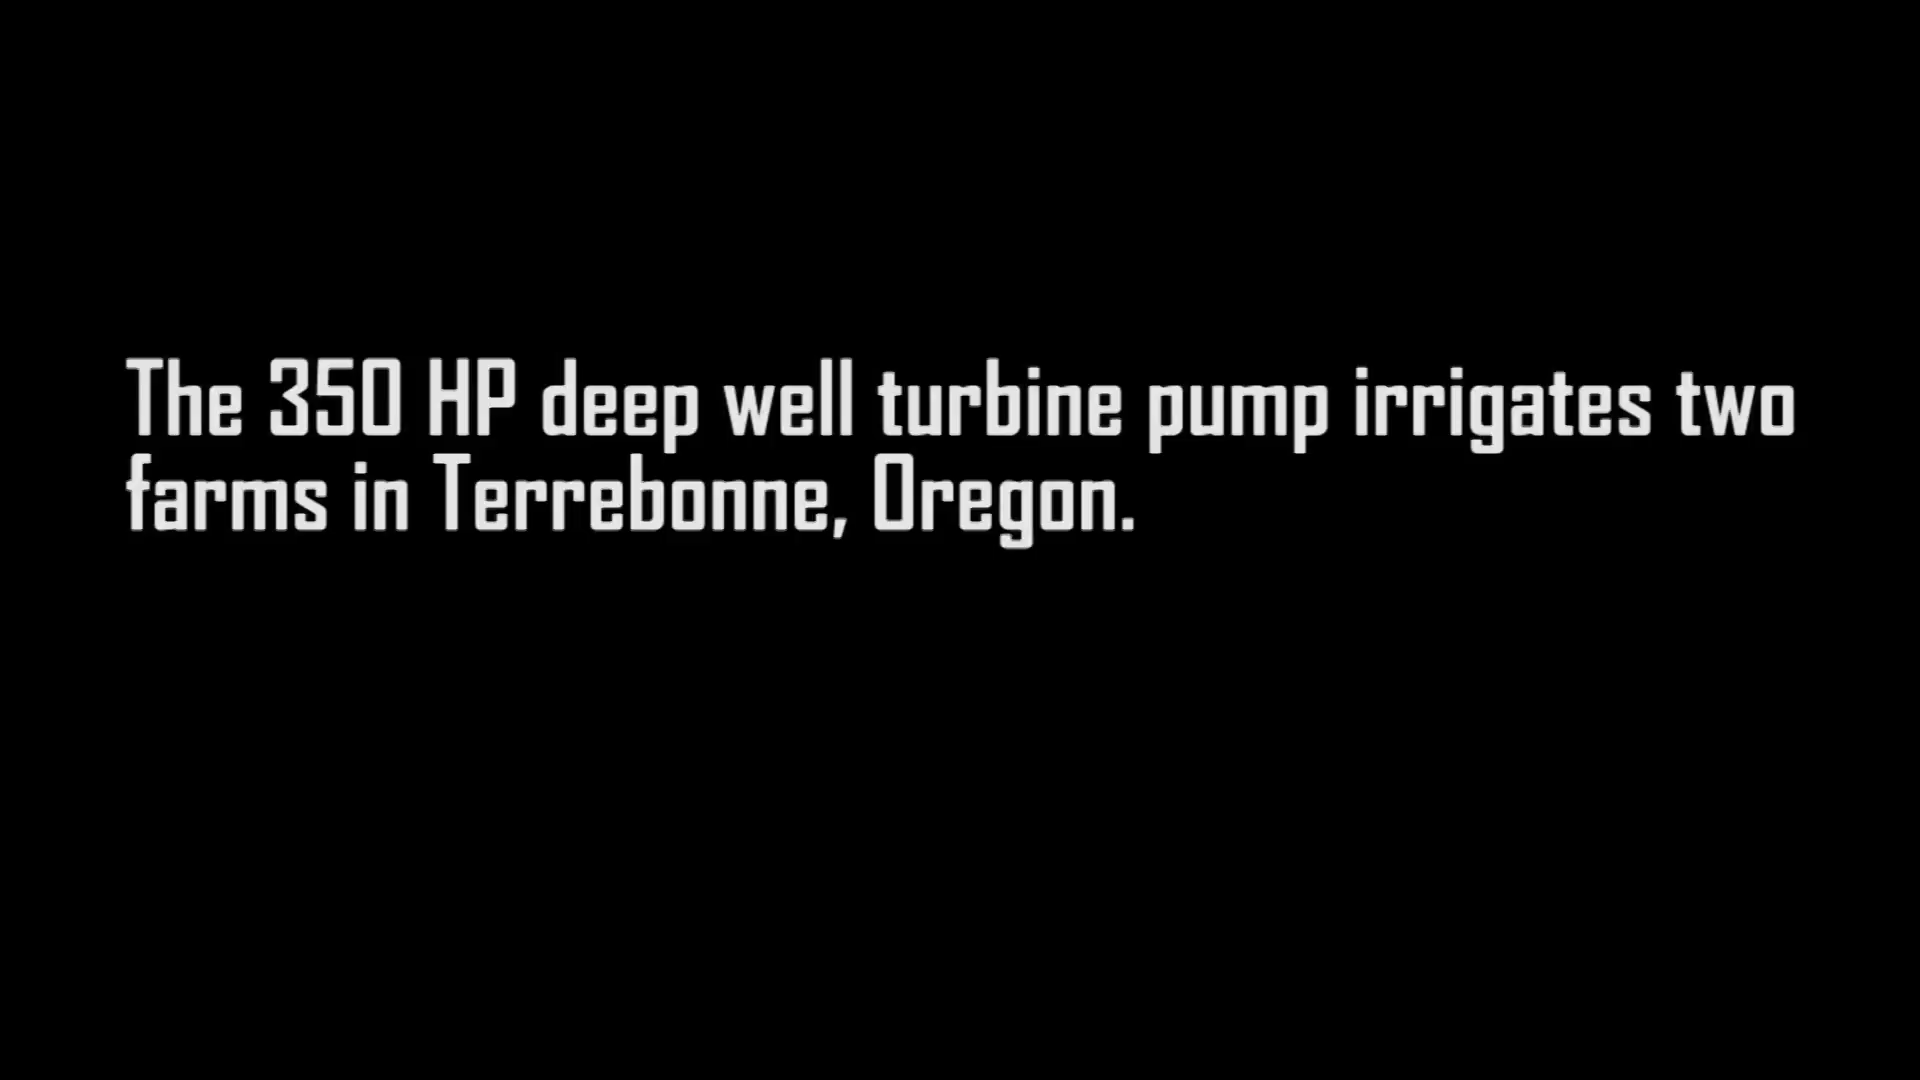 The 350 HP deep well turbine pump irrigates two
farms in Terrebonne, Oregon.